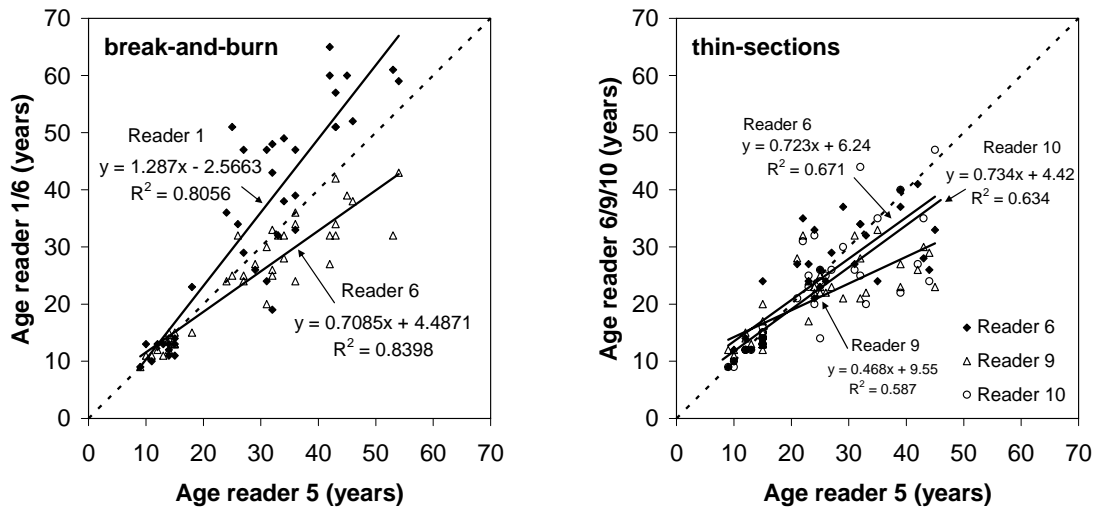 break-and-burn
Age reader 1/6 (years)
70
60
50
40
30
20
10
0
Reader 1
y = 1.287x - 2.5663
R² = 0.8056
Reader 6
y = 0.7085x + 4.4871
R² = 0.8398
0 10 20 30 40 50 60 70
Age reader 5 (years)
thin-sections
Age reader 6/9/10 (years)
70
60
50
40
30
20
10
0
Reader 6
y = 0.723x + 6.24
R² = 0.671
Reader 10
y = 0.734x + 4.42
R² = 0.634
Reader 9
y = 0.468x + 9.55
R² = 0.587
Reader 6
Reader 9
Reader 10
0 10 20 30 40 50 60 70
Age reader 5 (years)